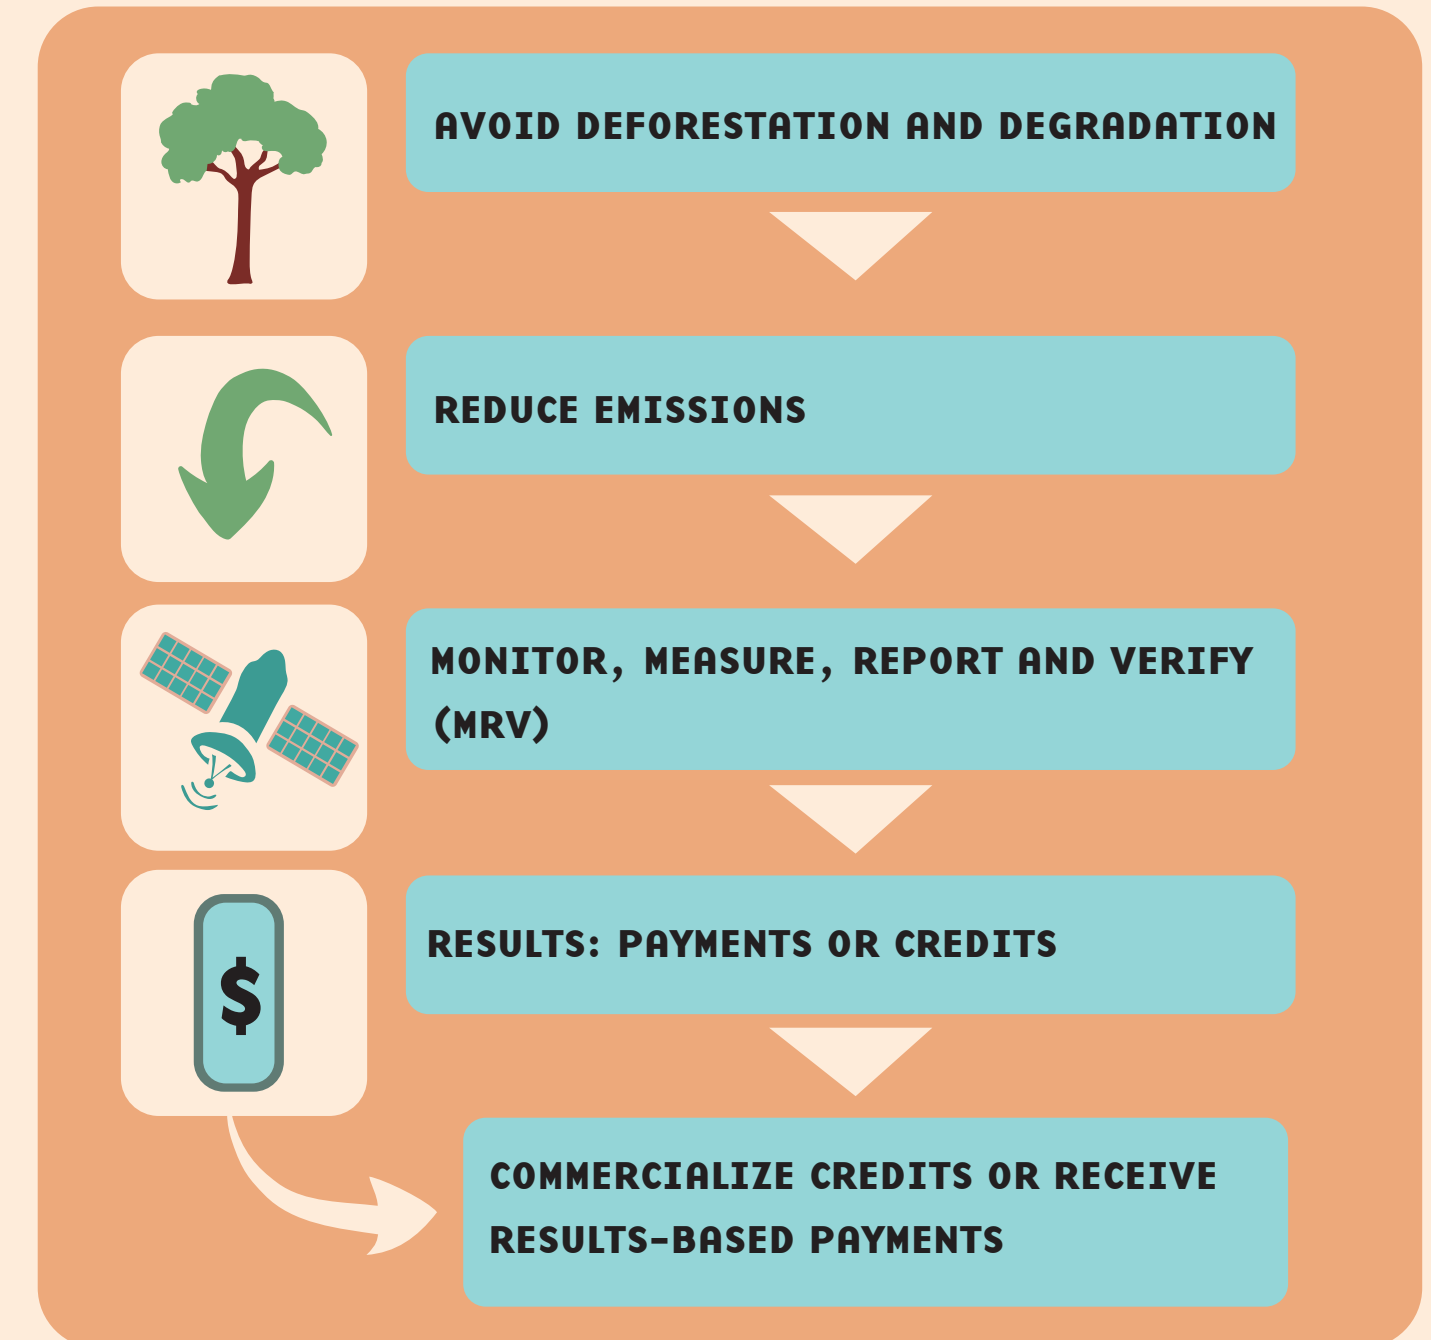 AVOID DEFORESTATION AND DEGRADATION
REDUCE EMISSIONS
MONITOR, MEASURE, REPORT AND VERIFY
(MRV)
RESULTS: PAYMENTS OR CREDITS
$
COMMERCIALIZE CREDITS OR RECEIVE
RESULTS-BASED PAYMENTS